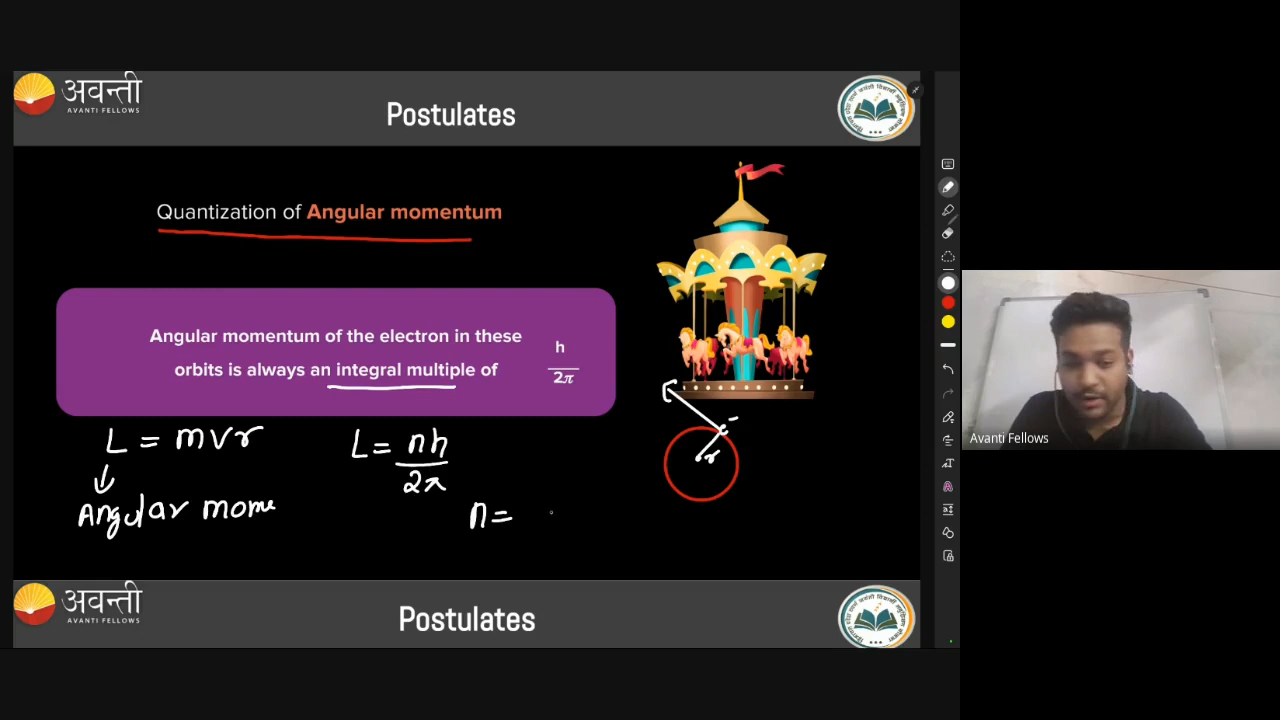 अवन्ती
AVANTI FELLOWS
Postulates
Quantization of Angular momentum
Angular momentum of the electron in these
orbits is always an integral multiple of h/2π
L = mvr
L = nh/2π
Angular mome
n =
e⁻
r
Avanti Fellows
अवन्ती
AVANTI FELLOWS
Postulates